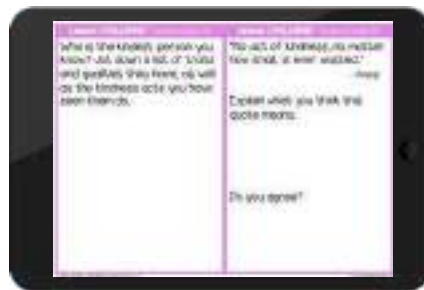 Who is the kindest person you
know? Jot down a list of traits
and qualities they have, as well
as the kindness acts you have
seen them do.
"No act of kindness, no matter
how small, is ever wasted."
-Aesop
Explain what you think this
quote means.
Do you agree?